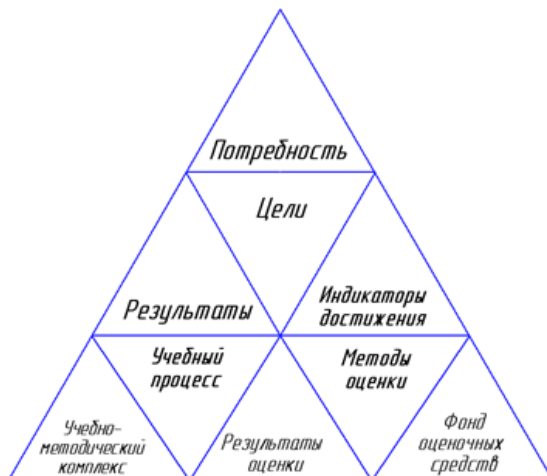 Потребность
Цели
Результаты
Индикаторы
достижения
Учебный
процесс
Методы
оценки
Учебно-
методический
комплекс
Результаты
оценки
Фонд
оценочных
средств